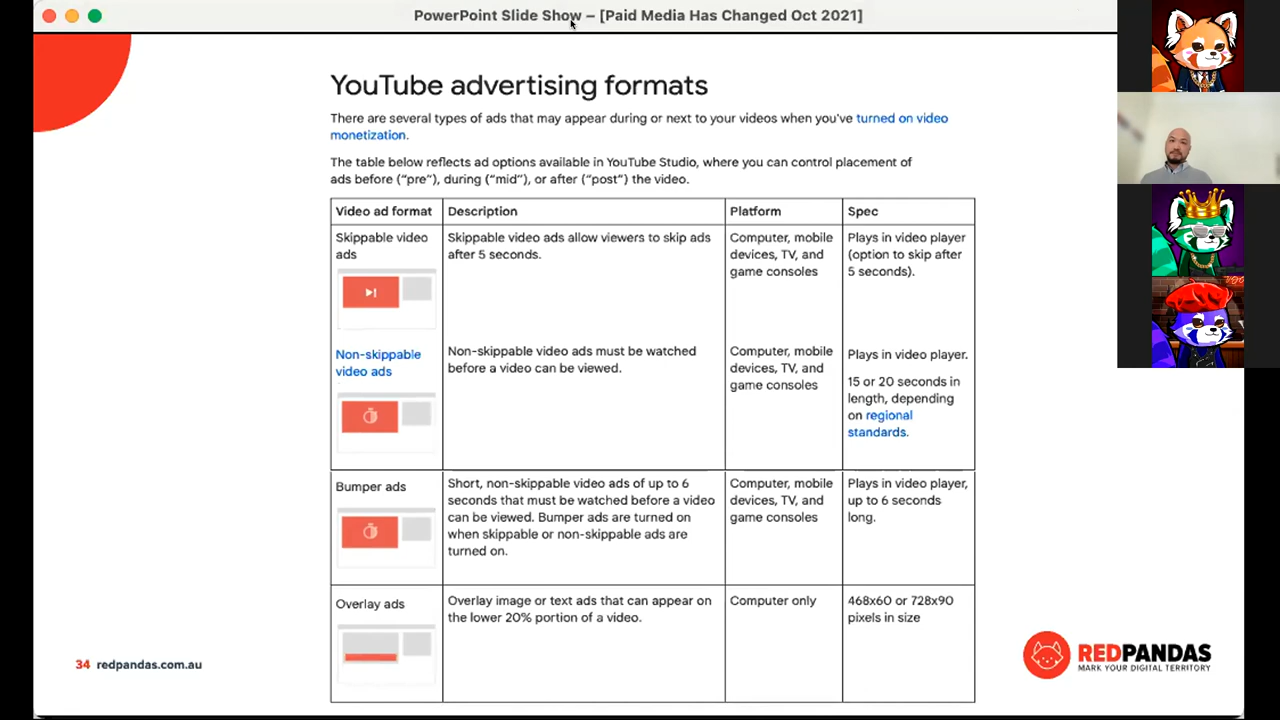 PowerPoint Slide Show – [Paid Media Has Changed Oct 2021]
YouTube advertising formats
There are several types of ads that may appear during or next to your videos when you've turned on video
monetization.
The table below reflects ad options available in YouTube Studio, where you can control placement of
ads before (“pre”), during (“mid”), or after (“post”) the video.
Video ad format
Description
Platform
Spec
Skippable video
ads
Skippable video ads allow viewers to skip ads
after 5 seconds.
Computer, mobile
devices, TV, and
game consoles
Plays in video player
(option to skip after
5 seconds).
Non-skippable
video ads
Non-skippable video ads must be watched
before a video can be viewed.
Computer, mobile
devices, TV, and
game consoles
Plays in video player.
15 or 20 seconds in
length, depending
on regional
standards.
Bumper ads
Short, non-skippable video ads of up to 6
seconds that must be watched before a video
can be viewed. Bumper ads are turned on
when skippable or non-skippable ads are
turned on.
Computer, mobile
devices, TV, and
game consoles
Plays in video player,
up to 6 seconds
long.
Overlay ads
Overlay image or text ads that can appear on
the lower 20% portion of a video.
Computer only
468x60 or 728x90
pixels in size
34 redpandas.com.au
REDPANDAS
MARK YOUR DIGITAL TERRITORY